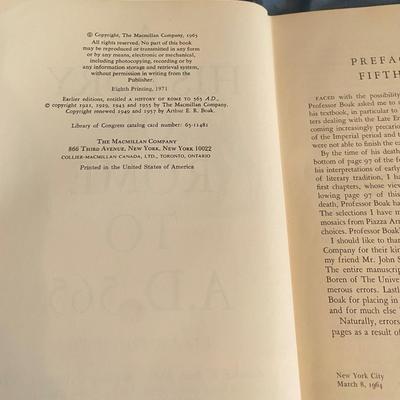 © Copyright, The Macmillan Company, 1965
All rights reserved. No part of this book
may be reproduced or transmitted in any form
or by any means, electronic or mechanical,
including photocopying, recording or by
any information storage and retrieval system,
without permission in writing from the
Publisher.
Eighth Printing, 1971
Earlier editions, entitled A HISTORY OF ROME TO 565 A.D.,
© copyright 1921, 1929, 1943 and 1955 by The Macmillan Company.
Copyright renewed 1949 and 1957 by Arthur E. R. Boak.
Library of Congress catalog card number: 65-11481
THE MACMILLAN COMPANY
866 THIRD AVENUE, NEW YORK, NEW YORK 10022
COLLIER-MACMILLAN CANADA, LTD., TORONTO, ONTARIO
Printed in the United States of America
PREFAC
FIFTH
FACED with the possibility
Professor Boak asked me to
his textbook, in particular to
ters dealing with the Late Em
coming increasingly precario
of the Imperial period and t
were not able to finish the
By the time of his death
bottom of page 97 of the fo
his interpretations of early
of literary tradition, I h
first chapters, whose view
lowing page 97 of this
death, Professor Boak ha
The selections I have m
mosaics from Piazza Arm
choices. Professor Boak'
I should like to than
Company for their kin
my friend Mr. John S
The entire manuscript
Boren of The Univers
merous errors. Lastl
Boak for placing in
and for much else
Naturally, errors
pages as a result of
New York City
March 8, 1964